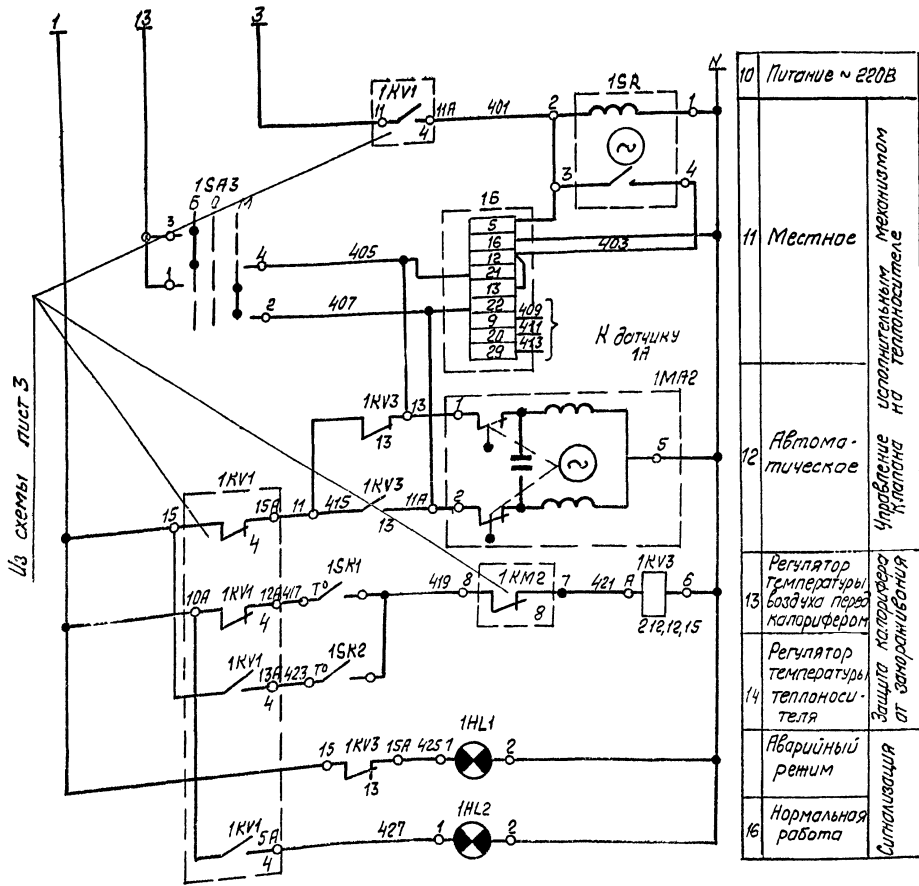 1
13
3
N
1KV1
11
11A
4
401
2
1SR
1
3
4
1SA3
Б 0 М
3
1
4
2
405
407
1Б
5
16
12
21
13
22
9
20
29
403
409
411
413
К датчику
1А
1МА2
1KV3
13
13
1
5
2
1KV3
11А
13
1KV1
15
15А
4
11
415
10А
1KV1
12А
4
417
T°
1SK1
1KV1
13А
4
423
T°
1SK2
419
8
1КМ2
7
8
421
А
1KV3
6
212,12,15
15
1KV3
15А
13
425
1
1HL1
2
1KV1
5А
4
427
1
1HL2
2
Из схемы лист 3
10
Питание ~ 220В
11
Местное
12
Автома-
тическое
Управление исполнительным механизмом
клапана на теплоносителе
13
Регулятор
температуры
воздуха перед
калорифером
14
Регулятор
температуры
теплоноси-
теля
Защита калорифера
от замораживания
Аварийный
режим
16
Нормальная
работа
Сигнализация